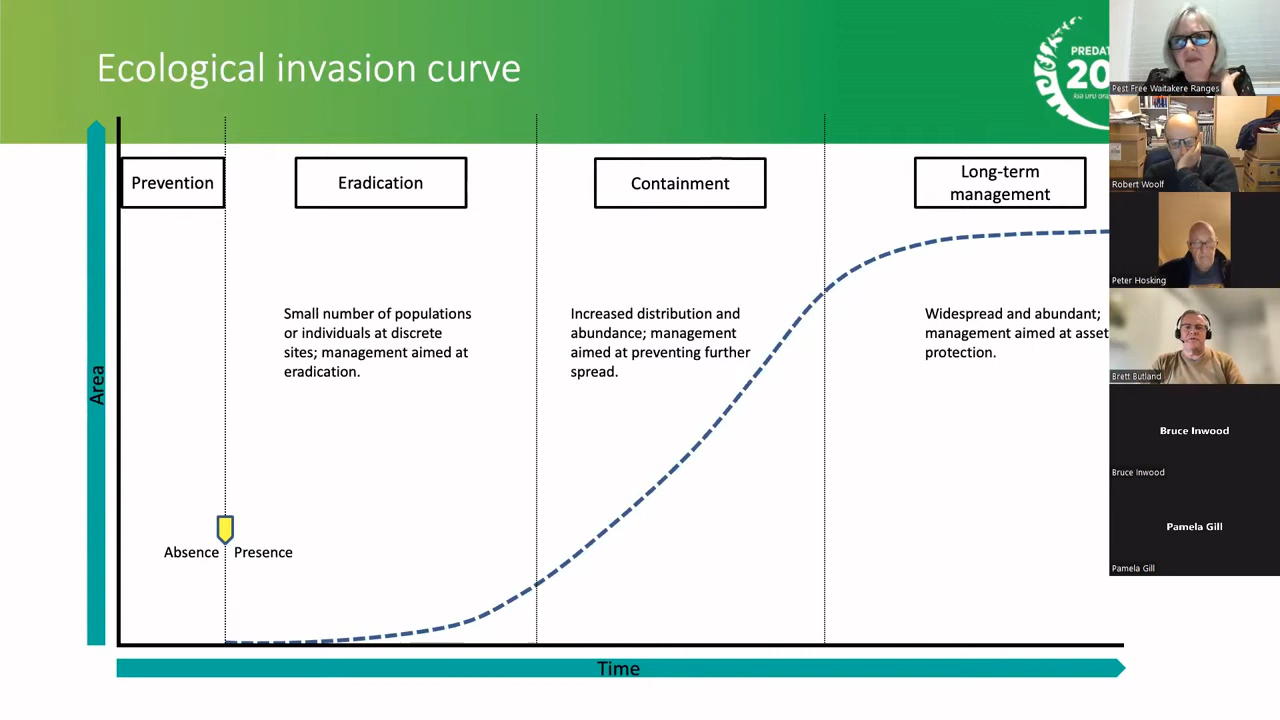 Ecological invasion curve
PREDAT
20
Prevention
Eradication
Containment
Long-term
management
Small number of populations
or individuals at discrete
sites; management aimed at
eradication.
Increased distribution and
abundance; management
aimed at preventing further
spread.
Widespread and abundant;
management aimed at asset
protection.
Area
Absence
Presence
Time
Pest Free Waitakere Ranges
Robert Woolf
Peter Hosking
Brett Butland
Bruce Inwood
Bruce Inwood
Pamela Gill
Pamela Gill